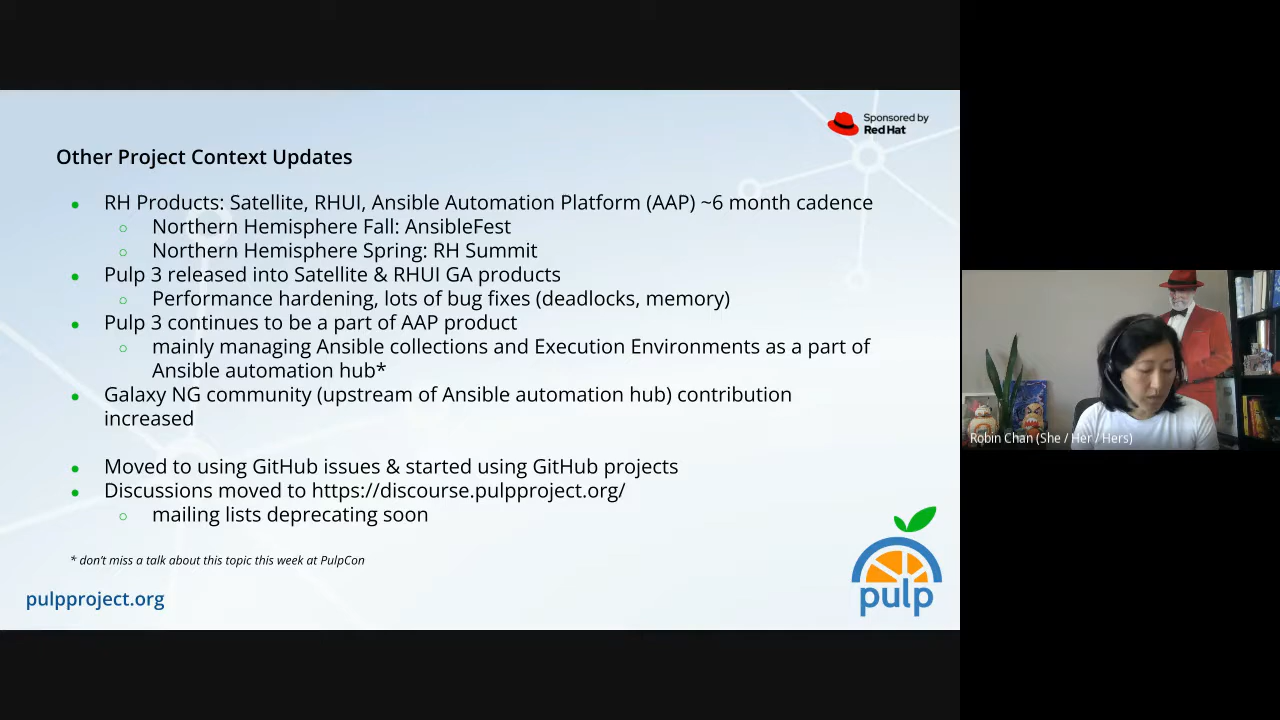 Sponsored by
Red Hat
Other Project Context Updates
● RH Products: Satellite, RHUI, Ansible Automation Platform (AAP) ~6 month cadence
○ Northern Hemisphere Fall: AnsibleFest
○ Northern Hemisphere Spring: RH Summit
● Pulp 3 released into Satellite & RHUI GA products
○ Performance hardening, lots of bug fixes (deadlocks, memory)
● Pulp 3 continues to be a part of AAP product
○ mainly managing Ansible collections and Execution Environments as a part of
Ansible automation hub*
● Galaxy NG community (upstream of Ansible automation hub) contribution
increased
● Moved to using GitHub issues & started using GitHub projects
● Discussions moved to https://discourse.pulpproject.org/
○ mailing lists deprecating soon
* don't miss a talk about this topic this week at PulpCon
pulpproject.org
pulp
Robin Chan (She / Her / Hers)